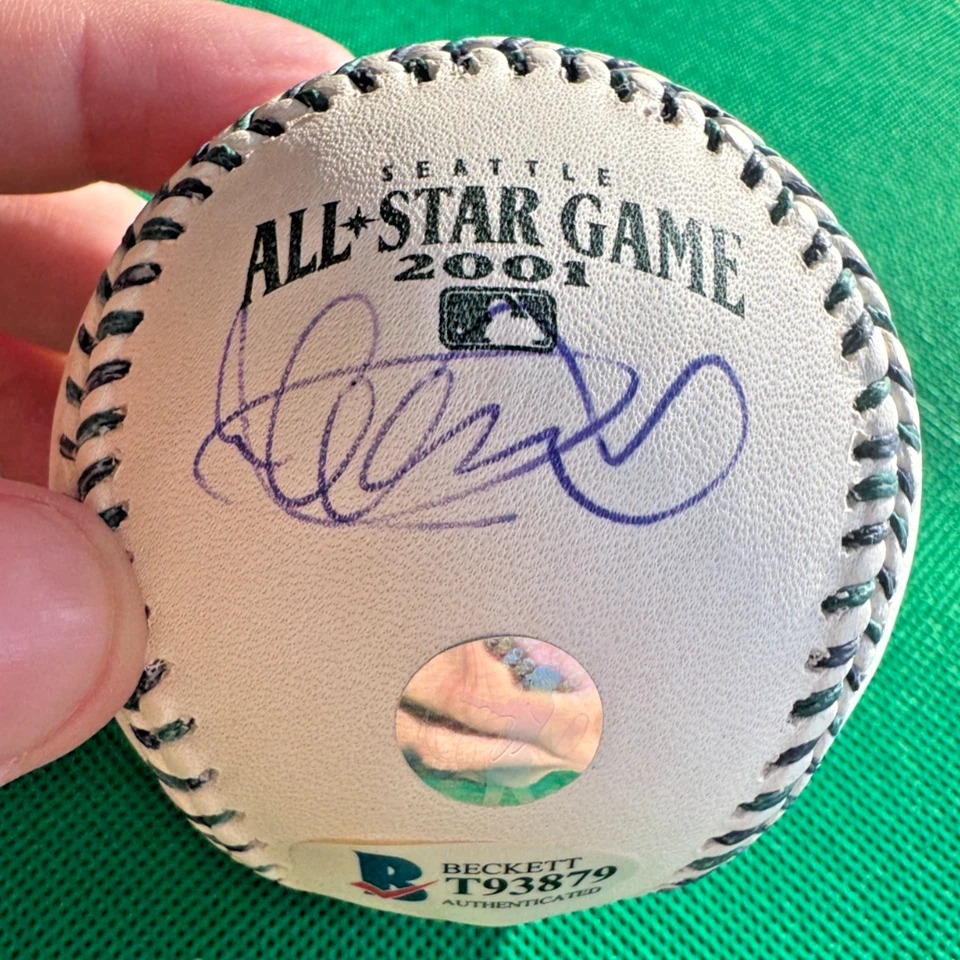 SEATTLE
ALL★STAR GAME
2001
BECKETT
T93879
AUTHENTICATED